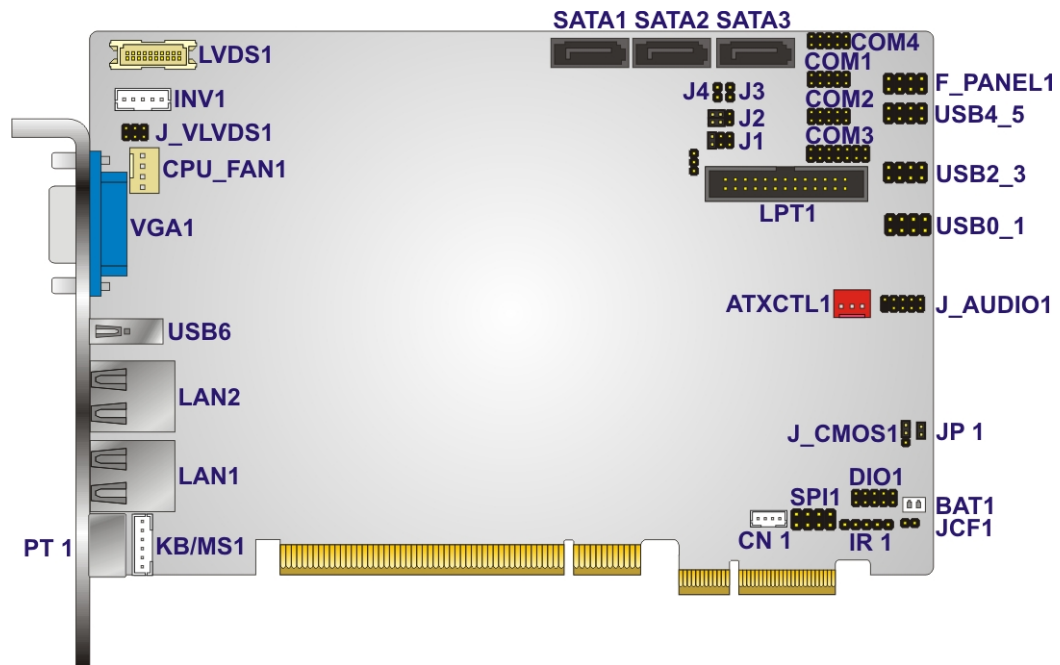 SATA1 SATA2 SATA3
LVDS1
COM4
COM1
INV1
J4
J3
F_PANEL1
COM2
USB4_5
J_VLVDS1
J2
J1
COM3
CPU_FAN1
USB2_3
LPT1
VGA1
USB0_1
ATXCTL1
J_AUDIO1
USB6
LAN2
J_CMOS1
JP 1
LAN1
DIO1
SPI1
BAT1
PT 1
KB/MS1
CN 1
IR 1
JCF1